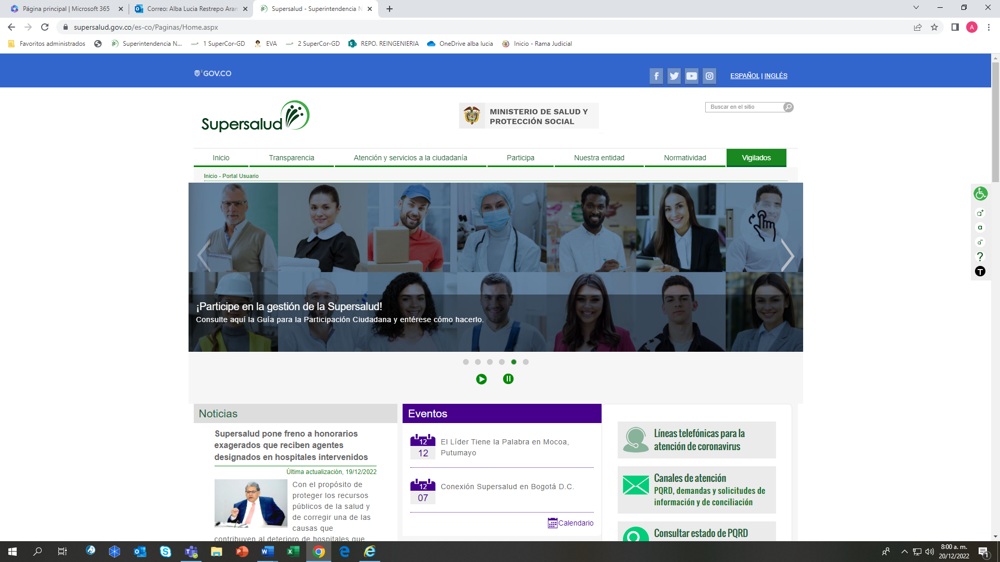 Página principal | Microsoft 365
Correo: Alba Lucia Restrepo Aran
Supersalud - Superintendencia N
supersalud.gov.co/es-co/Paginas/Home.aspx
A
Favoritos administrados
Superintendencia N...
1 SuperCor-GD
EVA
2 SuperCor-GD
REPO. REINGENIERIA
OneDrive alba lucia
Inicio - Rama Judicial
GOV.CO
ESPAÑOL | INGLÉS
Supersalud
MINISTERIO DE SALUD Y
PROTECCIÓN SOCIAL
Buscar en el sitio
Inicio
Transparencia
Atención y servicios a la ciudadanía
Participa
Nuestra entidad
Normatividad
Vigilados
Inicio - Portal Usuario
a+
a
a-
?
T
¡Participe en la gestión de la Supersalud!
Consulte aquí la Guía para la Participación Ciudadana y entérese cómo hacerlo.
Noticias
Supersalud pone freno a honorarios
exagerados que reciben agentes
designados en hospitales intervenidos
Última actualización, 19/12/2022
Con el propósito de
proteger los recursos
públicos de la salud y
de corregir una de las
causas que
contribuyen al deterioro de hospitales que
Eventos
12
12
El Líder Tiene la Palabra en Mocoa,
Putumayo
12
07
Conexión Supersalud en Bogotá D.C.
Calendario
Líneas telefónicas para la
atención de coronavirus
Canales de atención
PQRD, demandas y solicitudes de
información y de conciliación
Consultar estado de PQRD
8:00 a. m.
20/12/2022
1